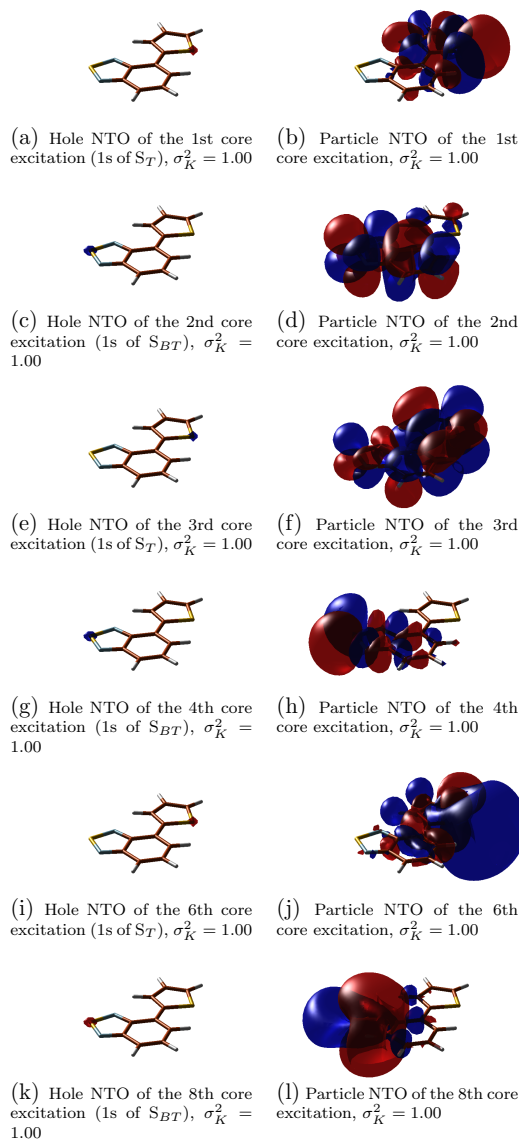 (a) Hole NTO of the 1st core
excitation (1s of S_T), σ_K^2 = 1.00
(b) Particle NTO of the 1st
core excitation, σ_K^2 = 1.00
(c) Hole NTO of the 2nd core
excitation (1s of S_{BT}), σ_K^2 =
1.00
(d) Particle NTO of the 2nd
core excitation, σ_K^2 = 1.00
(e) Hole NTO of the 3rd core
excitation (1s of S_T), σ_K^2 = 1.00
(f) Particle NTO of the 3rd
core excitation, σ_K^2 = 1.00
(g) Hole NTO of the 4th core
excitation (1s of S_{BT}), σ_K^2 =
1.00
(h) Particle NTO of the 4th
core excitation, σ_K^2 = 1.00
(i) Hole NTO of the 6th core
excitation (1s of S_T), σ_K^2 = 1.00
(j) Particle NTO of the 6th
core excitation, σ_K^2 = 1.00
(k) Hole NTO of the 8th core
excitation (1s of S_{BT}), σ_K^2 =
1.00
(l) Particle NTO of the 8th core
excitation, σ_K^2 = 1.00